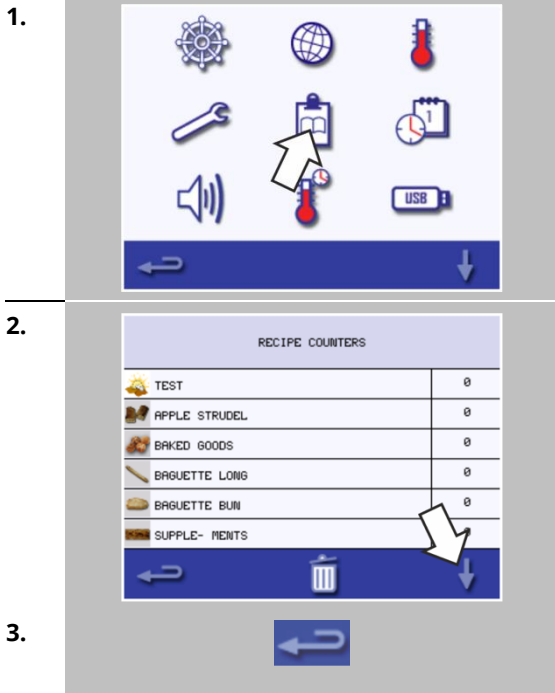 1.
1
USB
2.
RECIPE COUNTERS
TEST 0
APPLE STRUDEL 0
BAKED GOODS 0
BAGUETTE LONG 0
BAGUETTE BUN 0
SUPPLE- MENTS
3.